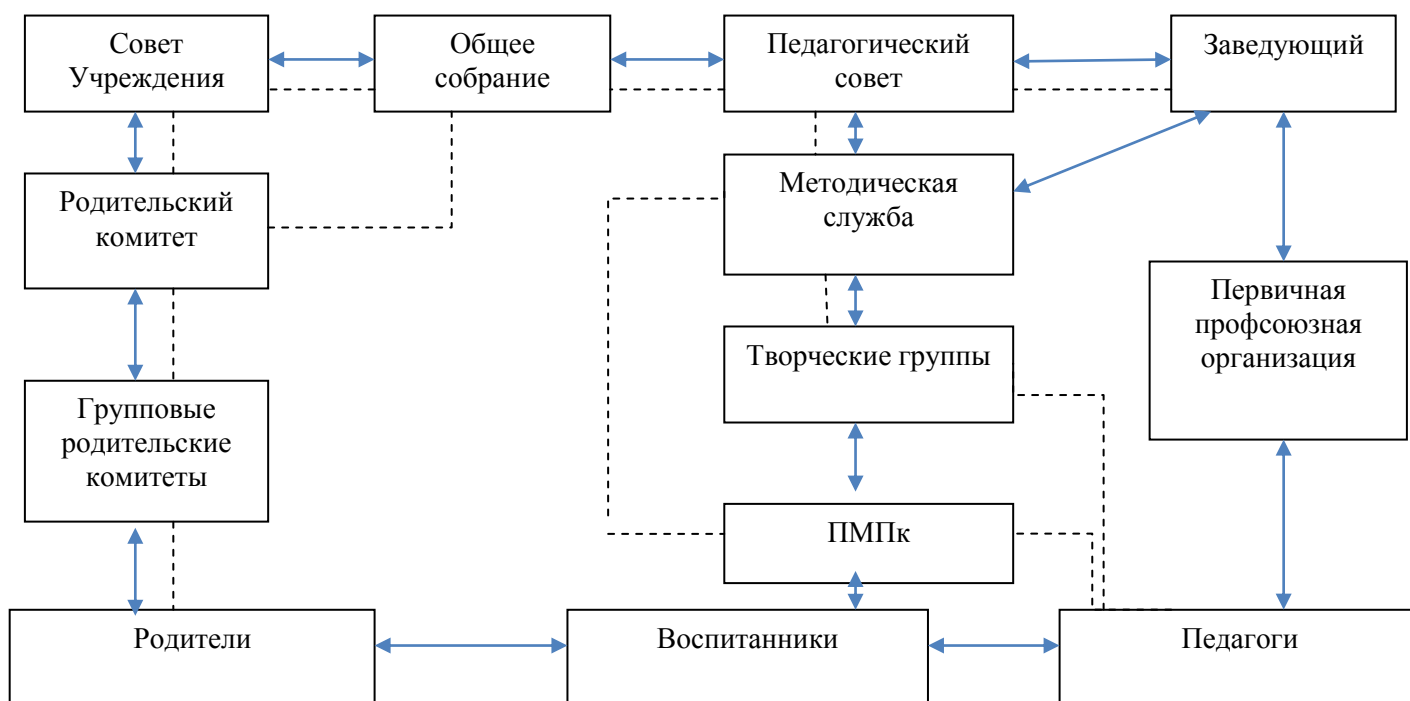 Совет
Учреждения
Общее
собрание
Педагогический
совет
Заведующий
Родительский
комитет
Методическая
служба
Первичная
профсоюзная
организация
Творческие группы
Групповые
родительские
комитеты
ПМПк
Родители
Воспитанники
Педагоги